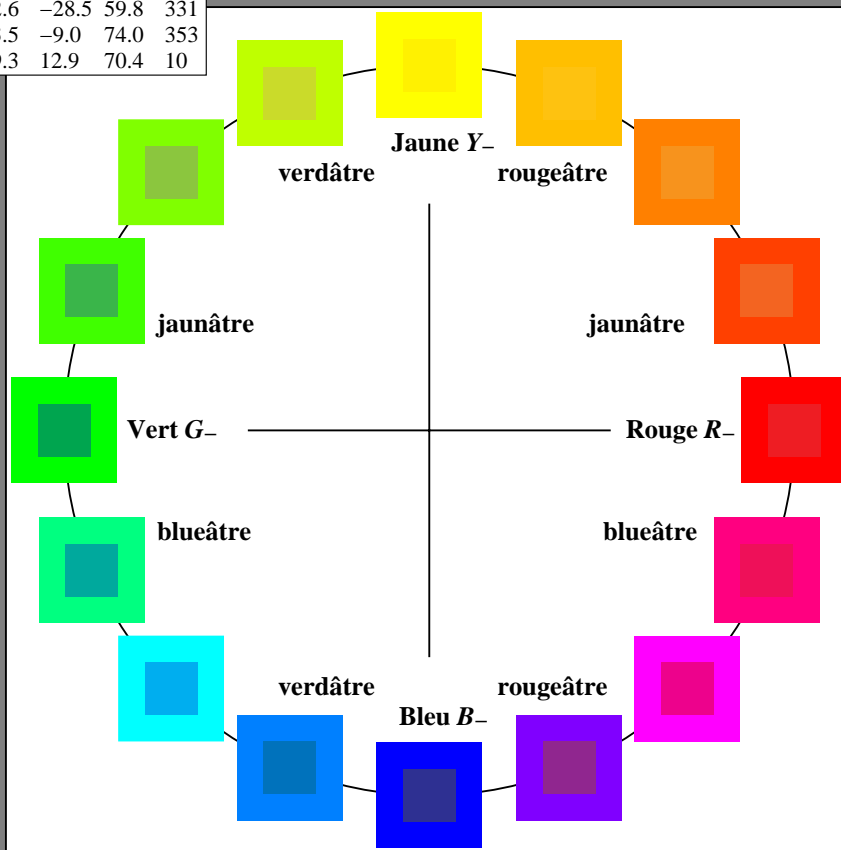 −28.5 59.8 331
−9.0 74.0 353
12.9 70.4 10
Jaune Y−
verdâtre rougeâtre
jaunâtre jaunâtre
Vert G− Rouge R−
blueâtre blueâtre
verdâtre rougeâtre
Bleu B−